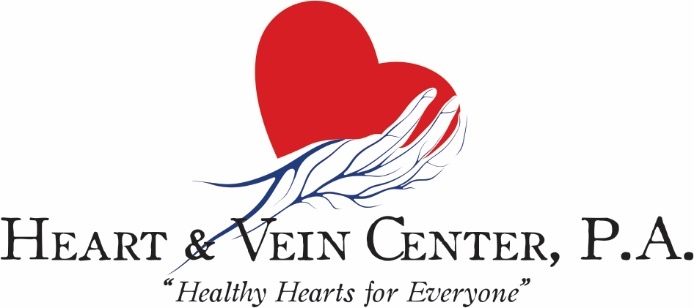 Heart & Vein Center, P.A.
“Healthy Hearts for Everyone”